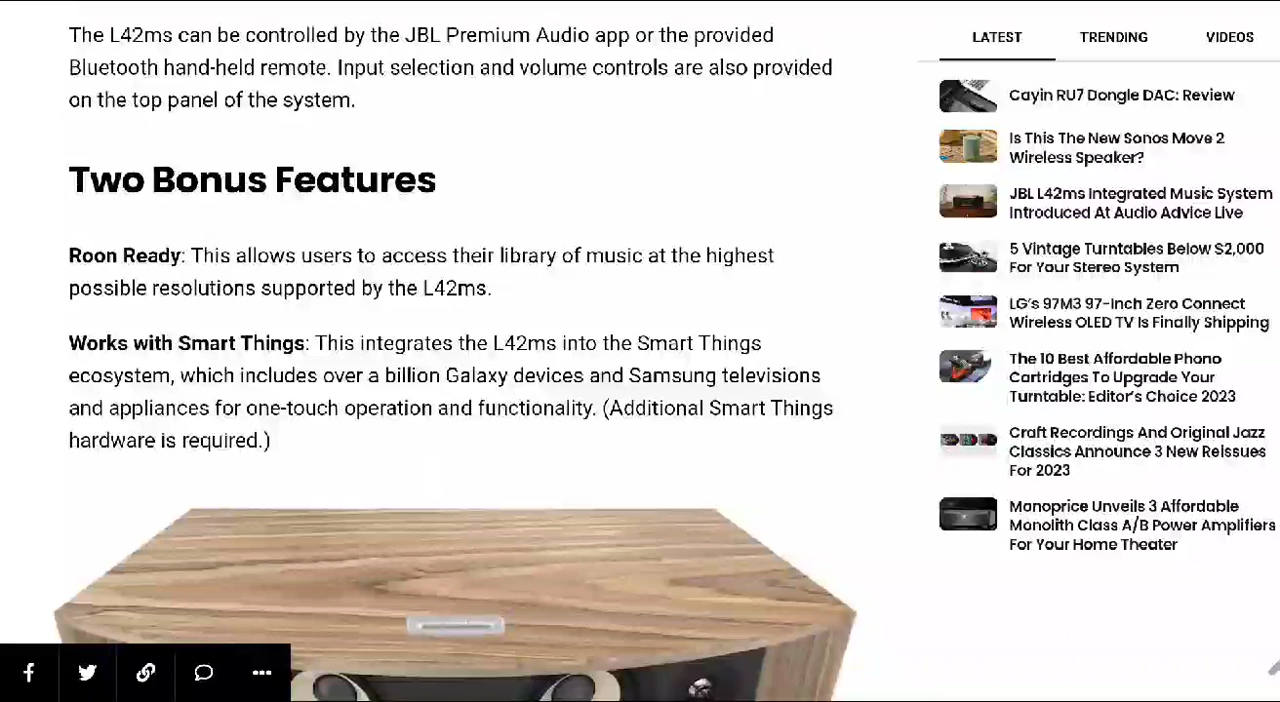 The L42ms can be controlled by the JBL Premium Audio app or the provided
Bluetooth hand-held remote. Input selection and volume controls are also provided
on the top panel of the system.
Two Bonus Features
Roon Ready: This allows users to access their library of music at the highest
possible resolutions supported by the L42ms.
Works with Smart Things: This integrates the L42ms into the Smart Things
ecosystem, which includes over a billion Galaxy devices and Samsung televisions
and appliances for one-touch operation and functionality. (Additional Smart Things
hardware is required.)
LATEST
TRENDING
VIDEOS
Cayin RU7 Dongle DAC: Review
Is This The New Sonos Move 2
Wireless Speaker?
JBL L42ms Integrated Music System
Introduced At Audio Advice Live
5 Vintage Turntables Below $2,000
For Your Stereo System
LG's 97M3 97-Inch Zero Connect
Wireless OLED TV Is Finally Shipping
The 10 Best Affordable Phono
Cartridges To Upgrade Your
Turntable: Editor's Choice 2023
Craft Recordings And Original Jazz
Classics Announce 3 New Reissues
For 2023
Monoprice Unveils 3 Affordable
Monolith Class A/B Power Amplifiers
For Your Home Theater